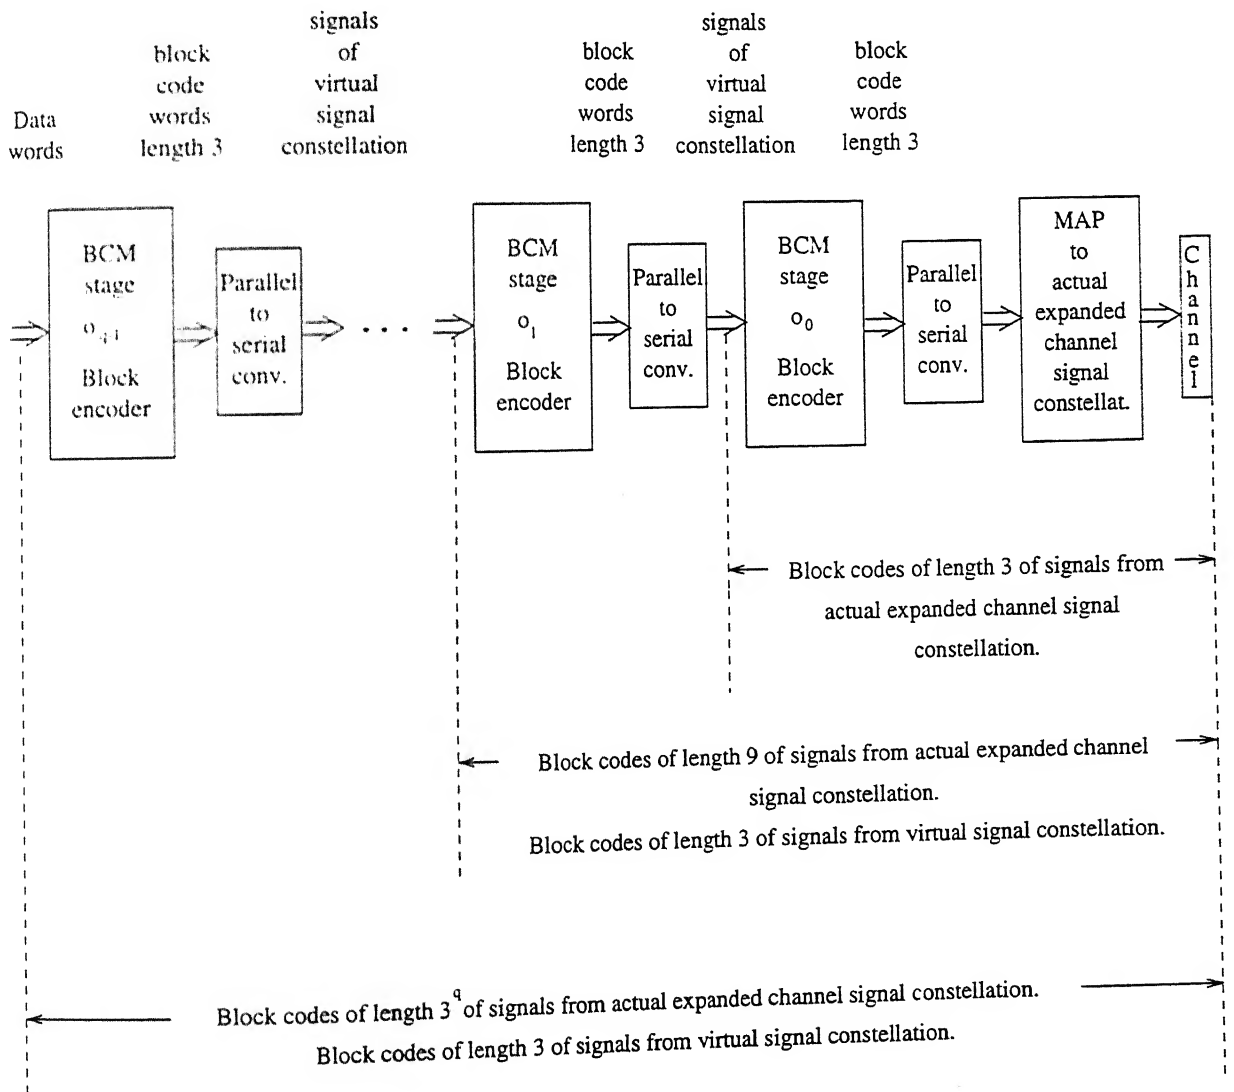 Data
words
block
code
words
length 3
signals
of
virtual
signal
constellation
block
code
words
length 3
signals
of
virtual
signal
constellation
block
code
words
length 3
BCM
stage
Block
encoder
Parallel
to
serial
conv.
. . .
BCM
stage
o₁
Block
encoder
Parallel
to
serial
conv.
BCM
stage
o₀
Block
encoder
Parallel
to
serial
conv.
MAP
to
actual
expanded
channel
signal
constellat.
Channel
Block codes of length 3 of signals from
actual expanded channel signal
constellation.
Block codes of length 9 of signals from actual expanded channel
signal constellation.
Block codes of length 3 of signals from virtual signal constellation.
Block codes of length 3^q of signals from actual expanded channel signal constellation.
Block codes of length 3 of signals from virtual signal constellation.